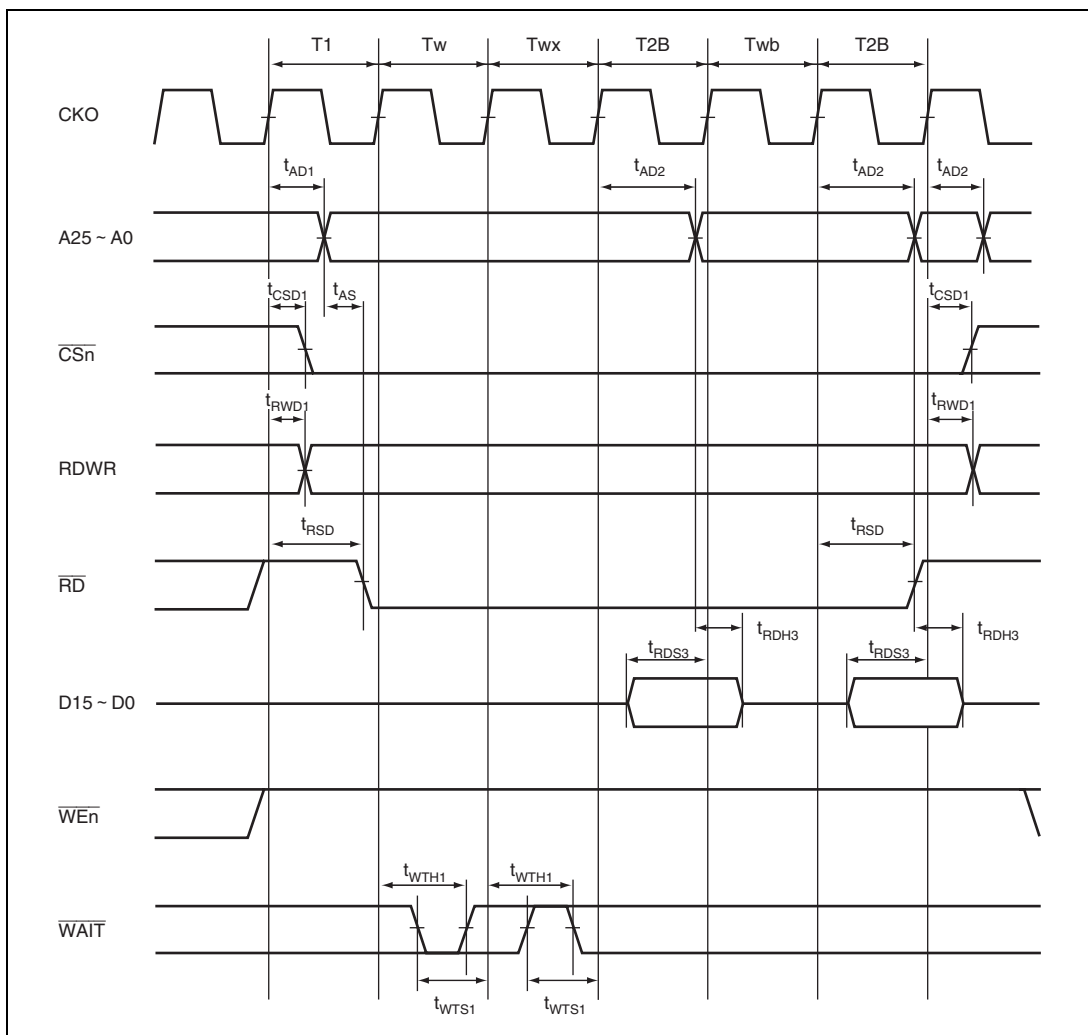 T1 Tw Twx T2B Twb T2B
CKO
tAD1 tAD2 tAD2 tAD2
A25 ~ A0
tCSD1 tAS tCSD1
CSn
tRWD1 tRWD1
RDWR
tRSD tRSD
RD
tRDH3 tRDH3
tRDS3 tRDS3
D15 ~ D0
WEn
tWTH1 tWTH1
WAIT
tWTS1 tWTS1